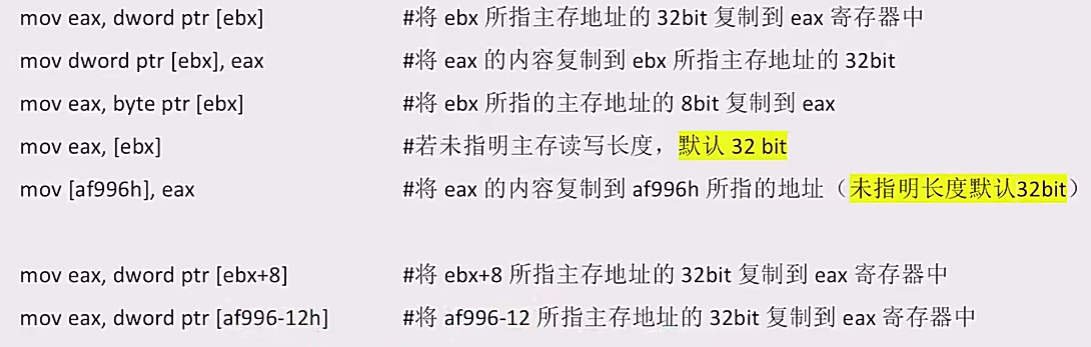 mov eax, dword ptr [ebx] #将 ebx 所指主存地址的 32bit 复制到 eax 寄存器中
mov dword ptr [ebx], eax #将 eax 的内容复制到 ebx 所指主存地址的 32bit
mov eax, byte ptr [ebx] #将 ebx 所指的主存地址的 8bit 复制到 eax
mov eax, [ebx] #若未指明主存读写长度，默认 32 bit
mov [af996h], eax #将 eax 的内容复制到 af996h 所指的地址（未指明长度默认32bit）
mov eax, dword ptr [ebx+8] #将 ebx+8 所指主存地址的 32bit 复制到 eax 寄存器中
mov eax, dword ptr [af996-12h] #将 af996-12 所指主存地址的 32bit 复制到 eax 寄存器中